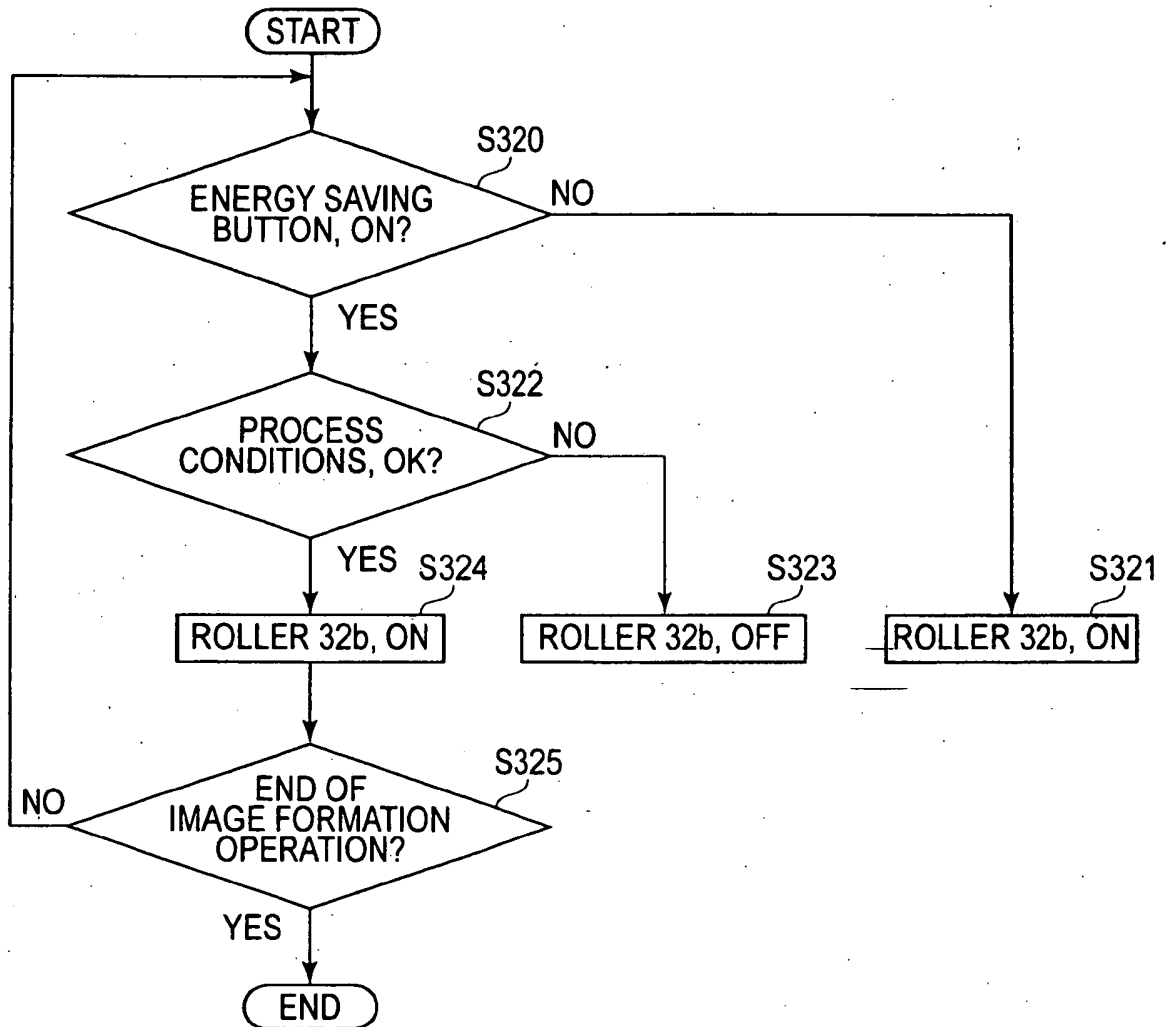 START
S320
ENERGY SAVING
BUTTON, ON?
NO
YES
S322
PROCESS
CONDITIONS, OK?
NO
YES
S324
S323
S321
ROLLER 32b, ON
ROLLER 32b, OFF
ROLLER 32b, ON
S325
END OF
IMAGE FORMATION
OPERATION?
NO
YES
END